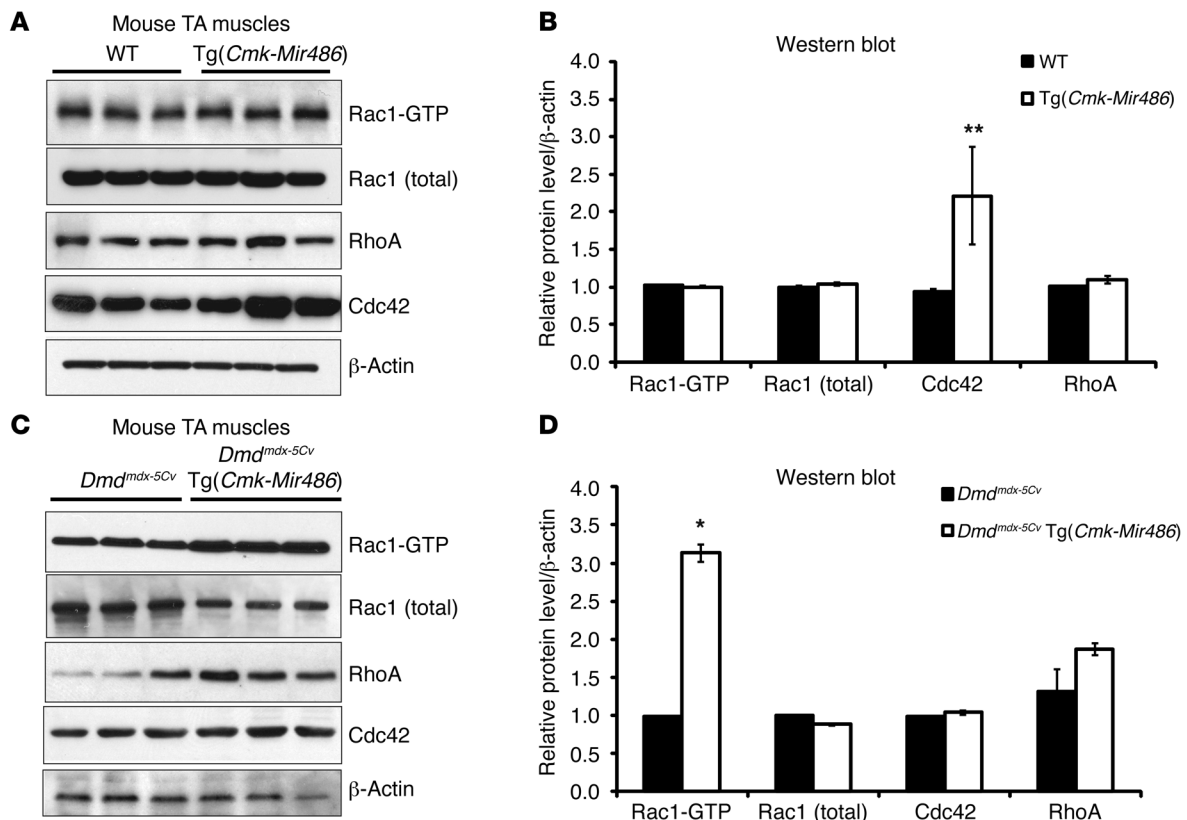 A
Mouse TA muscles
WT Tg(Cmk-Mir486)
Rac1-GTP
Rac1 (total)
RhoA
Cdc42
β-Actin
B
Western blot
WT
Tg(Cmk-Mir486)
Relative protein level/β-actin
4.0
3.5
3.0
2.5
2.0
1.5
1.0
0.5
0.0
**
Rac1-GTP Rac1 (total) Cdc42 RhoA
C
Mouse TA muscles
Dmdmdx-5Cv
Dmdmdx-5Cv Tg(Cmk-Mir486)
Rac1-GTP
Rac1 (total)
RhoA
Cdc42
β-Actin
D
Western blot
Dmdmdx-5Cv
Dmdmdx-5Cv Tg(Cmk-Mir486)
Relative protein level/β-actin
4.0
3.5
3.0
2.5
2.0
1.5
1.0
0.5
0.0
*
Rac1-GTP Rac1 (total) Cdc42 RhoA